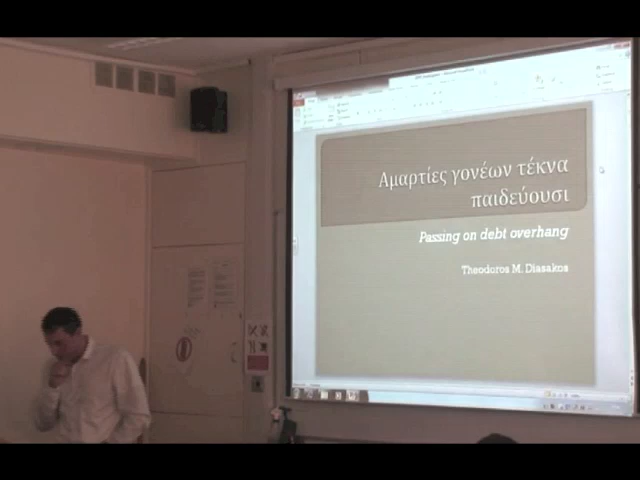 Αμαρτίες γονέων τέκνα
παιδεύουσι
Passing on debt overhang
Theodoros M. Diasakos